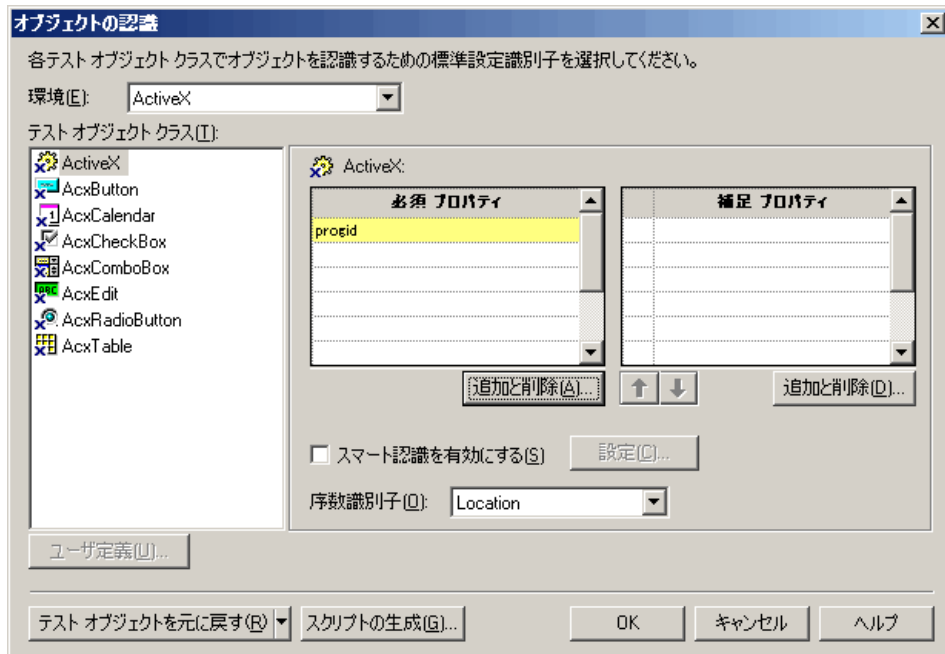 オブジェクトの認識
各テスト オブジェクト クラスでオブジェクトを認識するための標準設定識別子を選択してください。
環境(E): ActiveX
テスト オブジェクト クラス(T):
ActiveX
AcxButton
AcxCalendar
AcxCheckBox
AcxComboBox
AcxEdit
AcxRadioButton
AcxTable
ActiveX:
必須 プロパティ
progid
追加と削除(A)...
補足 プロパティ
追加と削除(D)...
スマート認識を有効にする(S)
設定(C)...
序数識別子(O): Location
ユーザ定義(U)...
テスト オブジェクトを元に戻す(R)
スクリプトの生成(G)...
OK
キャンセル
ヘルプ